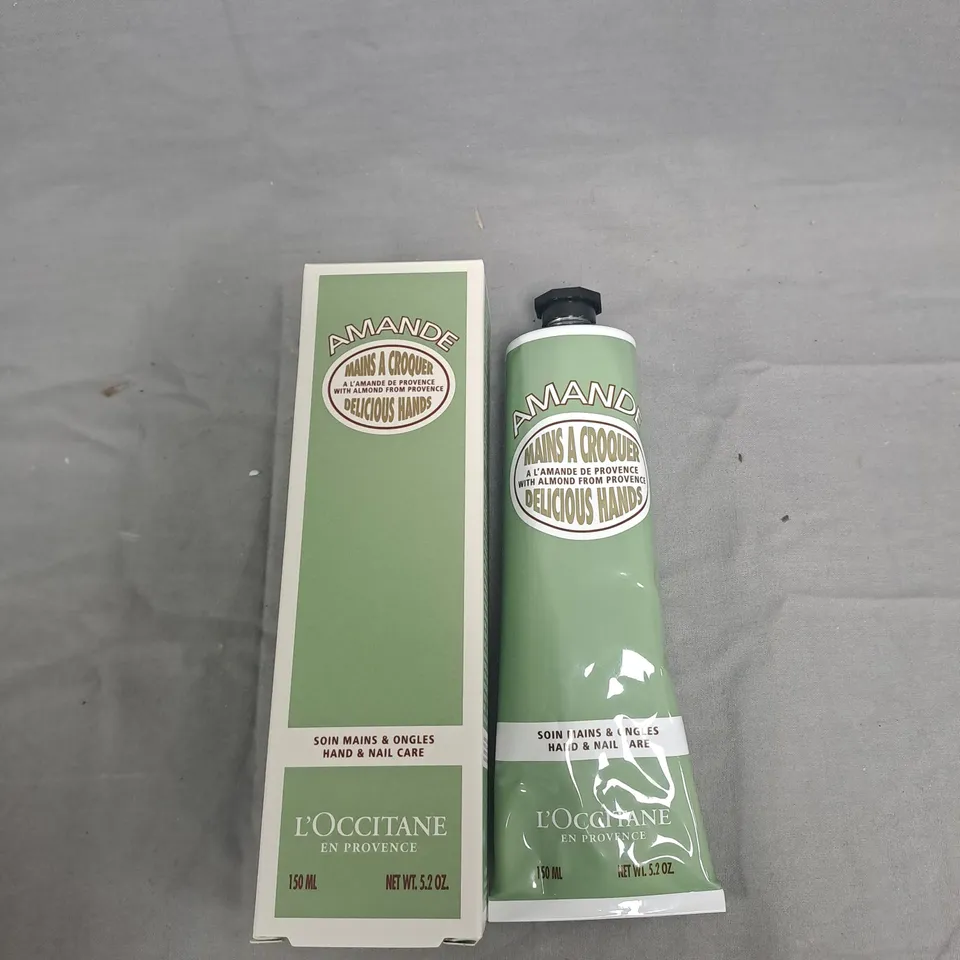 AMANDE
MAINS A CROQUER
A L'AMANDE DE PROVENCE
WITH ALMOND FROM PROVENCE
DELICIOUS HANDS
SOIN MAINS & ONGLES
HAND & NAIL CARE
L'OCCITANE
EN PROVENCE
150 ML NET WT. 5.2 OZ.
AMANDE
MAINS A CROQUER
A L'AMANDE DE PROVENCE
WITH ALMOND FROM PROVENCE
DELICIOUS HANDS
SOIN MAINS & ONGLES
HAND & NAIL CARE
L'OCCITANE
EN PROVENCE
150 ML NET WT. 5.2 OZ.